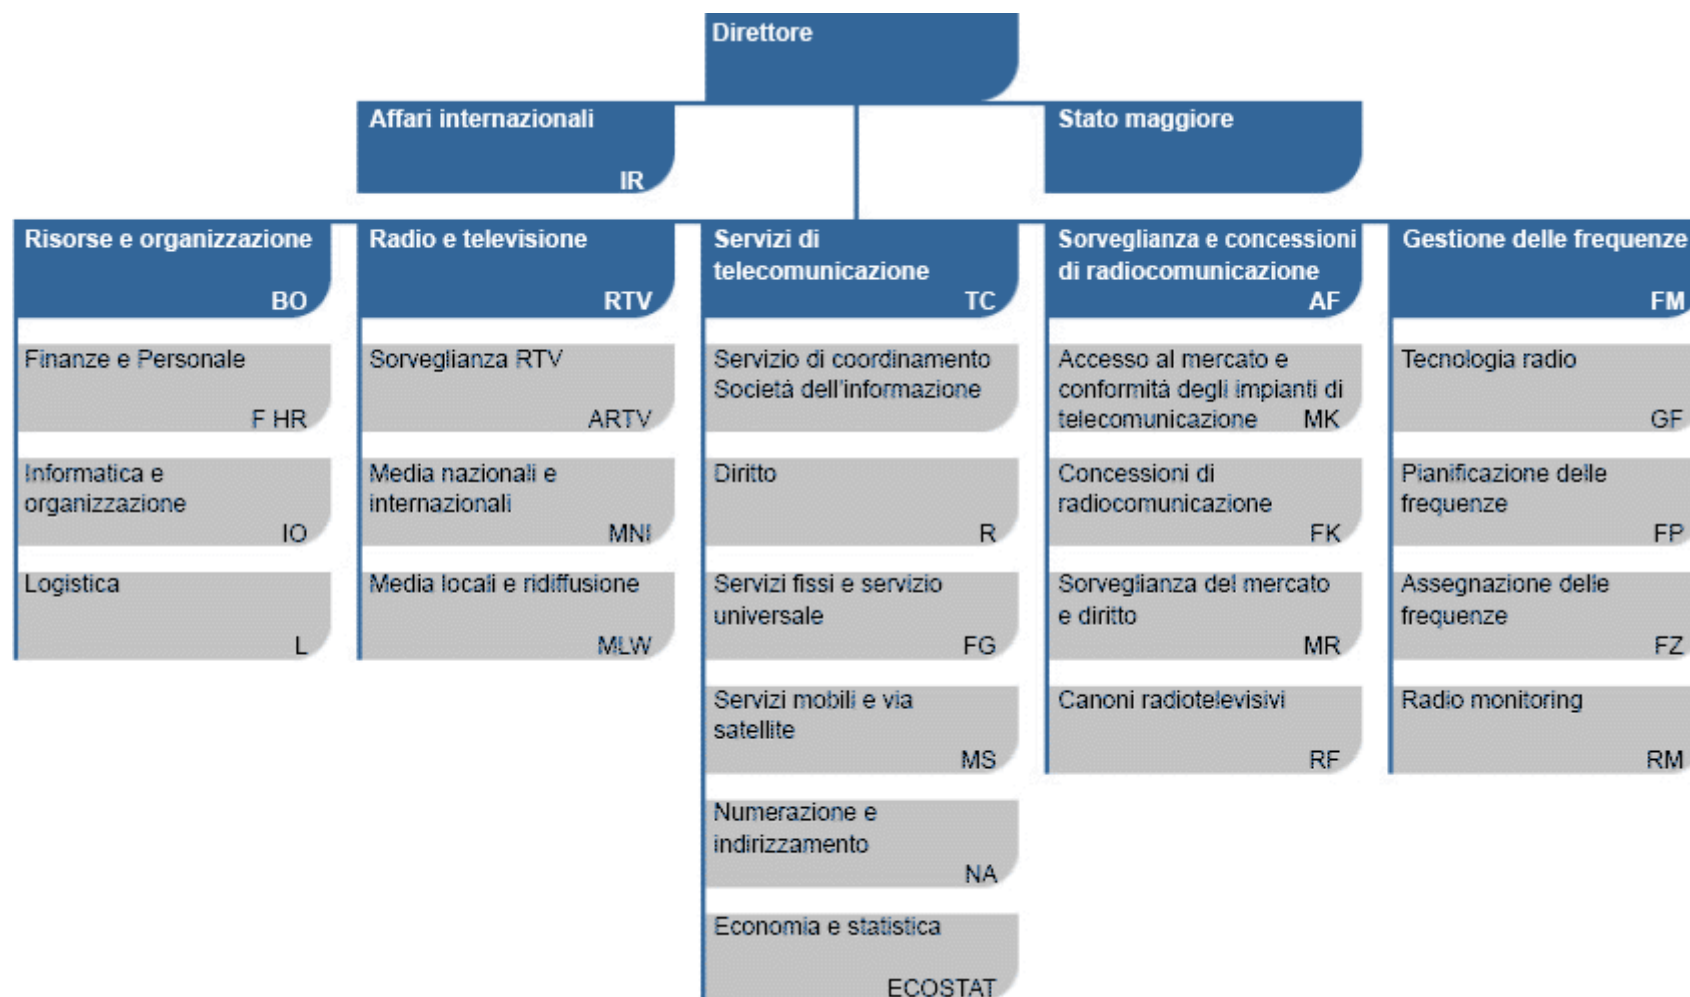 Direttore
Affari internazionali
IR
Stato maggiore
Risorse e organizzazione
BO
Radio e televisione
RTV
Servizi di
telecomunicazione
TC
Sorveglianza e concessioni
di radiocomunicazione
AF
Gestione delle frequenze
FM
Finanze e Personale
F HR
Informatica e
organizzazione
IO
Logistica
L
Sorveglianza RTV
ARTV
Media nazionali e
internazionali
MNI
Media locali e ridiffusione
MLW
Servizio di coordinamento
Società dell'informazione
Diritto
R
Servizi fissi e servizio
universale
FG
Servizi mobili e via
satellite
MS
Numerazione e
indirizzamento
NA
Economia e statistica
ECOSTAT
Accesso al mercato e
conformità degli impianti di
telecomunicazione MK
Concessioni di
radiocomunicazione
FK
Sorveglianza del mercato
e diritto
MR
Canoni radiotelevisivi
RF
Tecnologia radio
GF
Pianificazione delle
frequenze
FP
Assegnazione delle
frequenze
FZ
Radio monitoring
RM